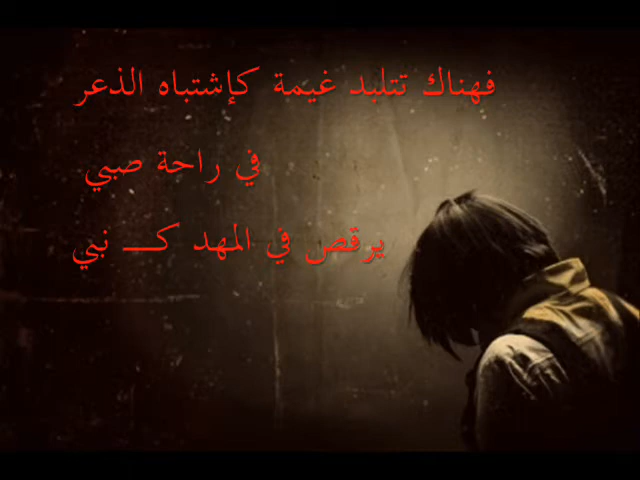 فهناك تتلبد غيمة كإشتباه الذعر
في راحة صبي
يرقص في المهد كـــ نبي